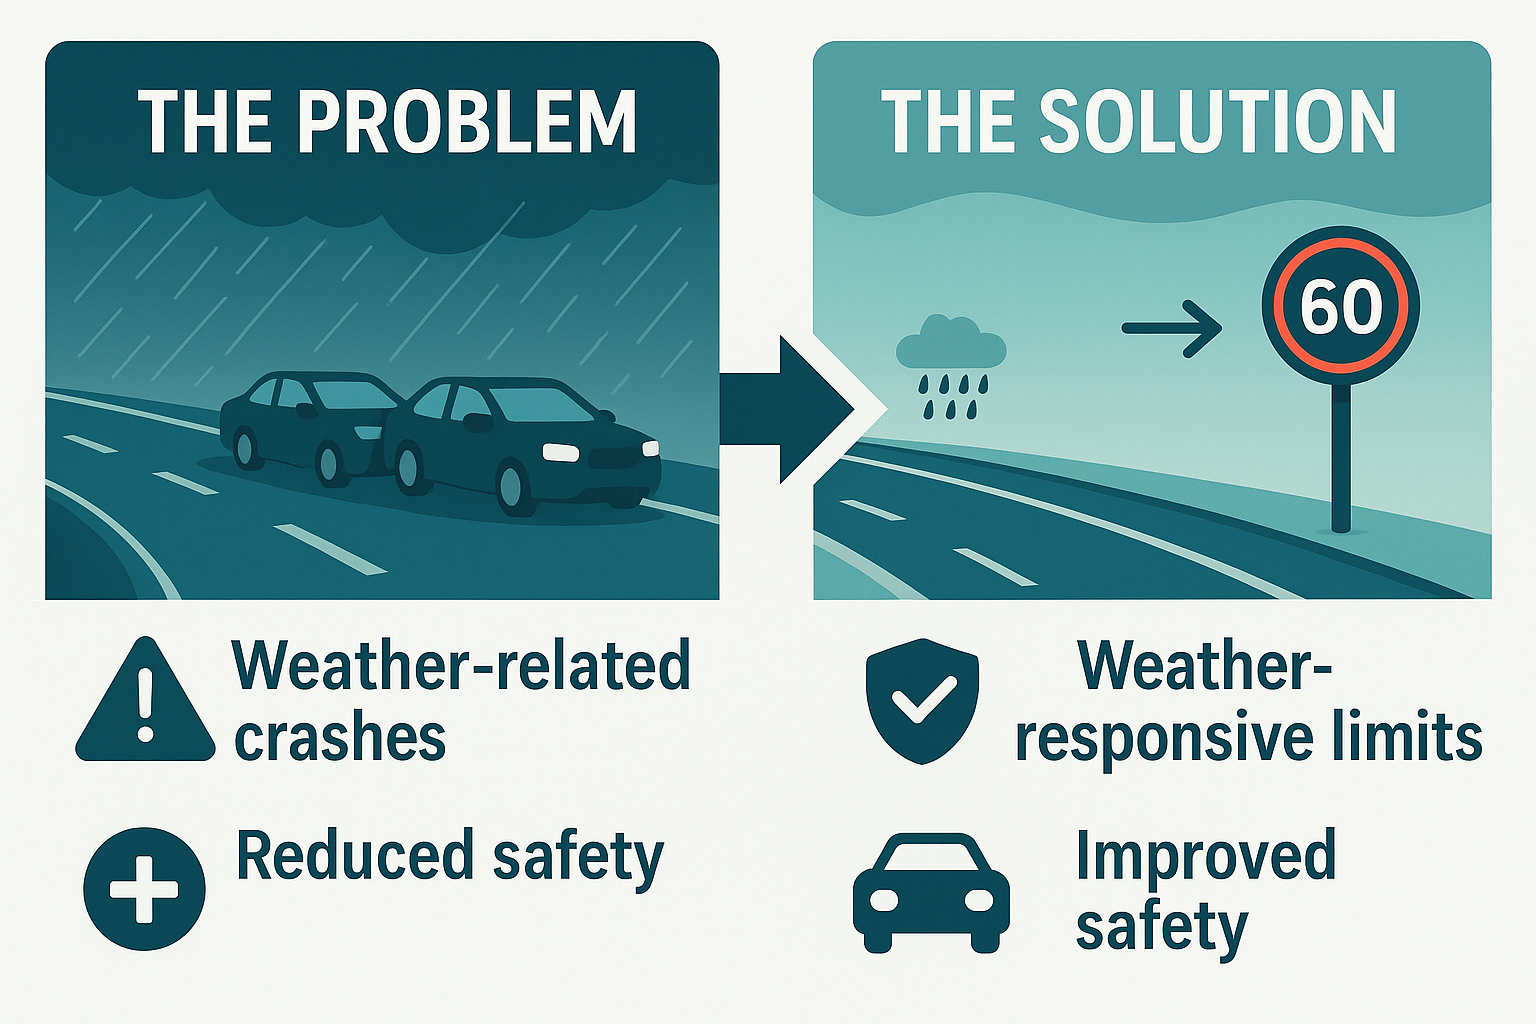 THE PROBLEM
Weather-related
crashes
Reduced safety
THE SOLUTION
60
Weather-
responsive limits
Improved
safety